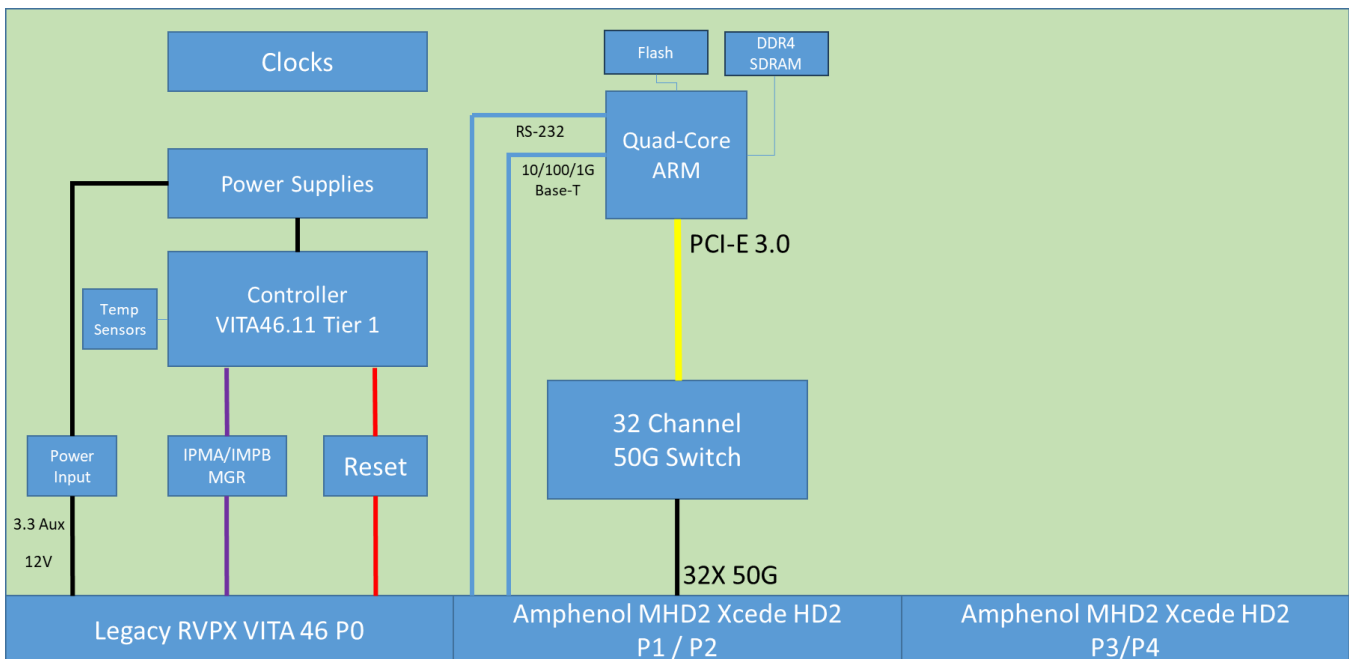 Clocks
Flash
DDR4
SDRAM
RS-232
Quad-Core
ARM
10/100/1G
Base-T
Power Supplies
PCI-E 3.0
Controller
VITA46.11 Tier 1
Temp
Sensors
32 Channel
50G Switch
Power
Input
IPMA/IMPB
MGR
Reset
3.3 Aux
12V
32X 50G
Legacy RVPX VITA 46 P0
Amphenol MHD2 Xcede HD2
P1 / P2
Amphenol MHD2 Xcede HD2
P3/P4